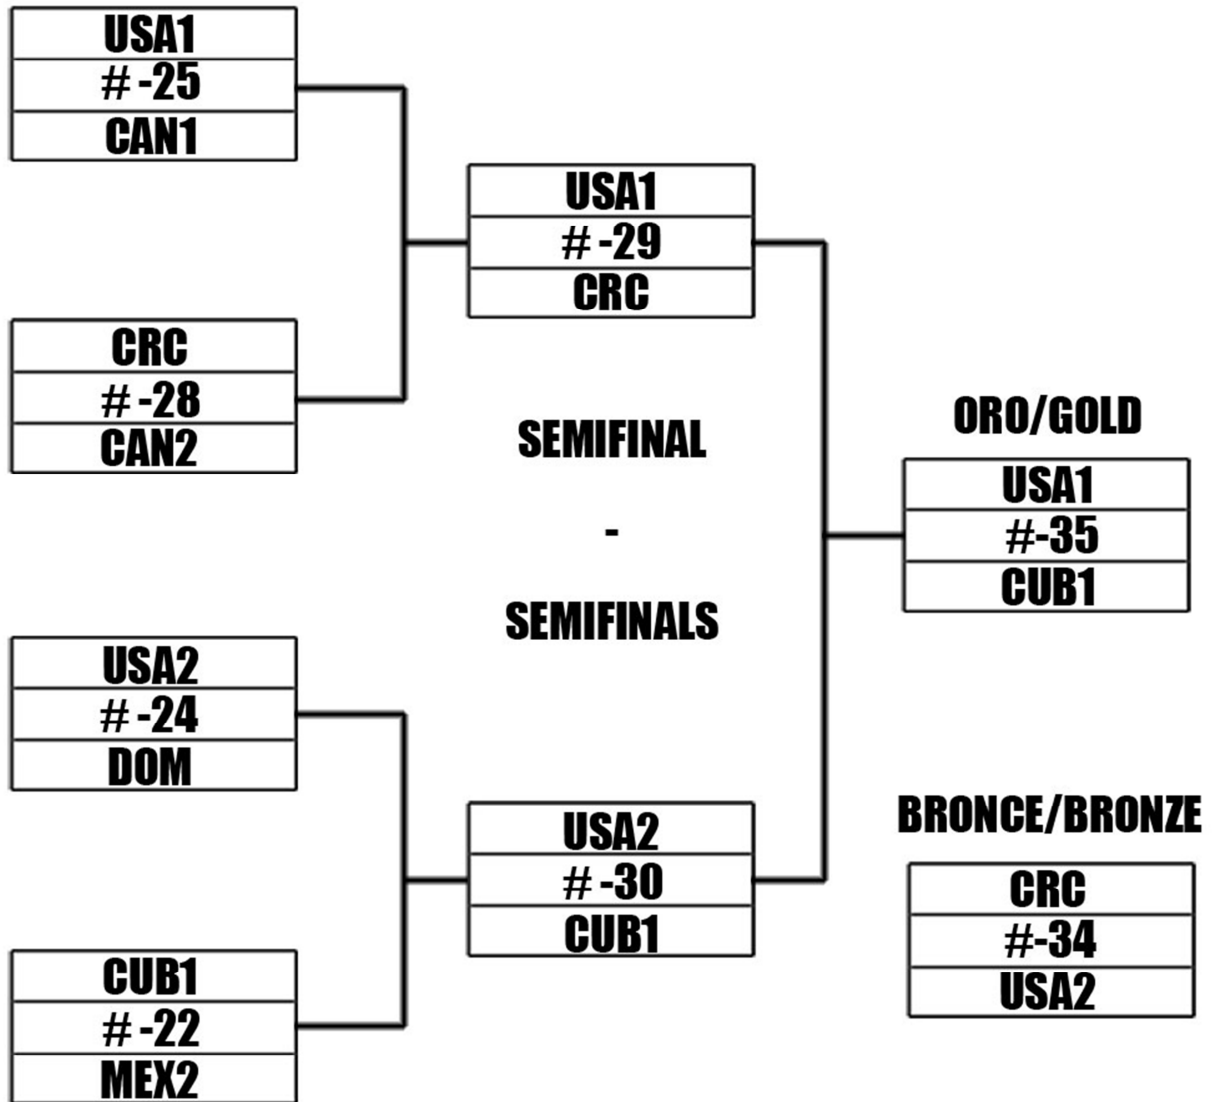 USA1
# -25
CAN1
CRC
# -28
CAN2
USA2
# -24
DOM
CUB1
# -22
MEX2
USA1
# -29
CRC
SEMIFINAL
-
SEMIFINALS
USA2
# -30
CUB1
ORO/GOLD
USA1
#-35
CUB1
BRONCE/BRONZE
CRC
#-34
USA2